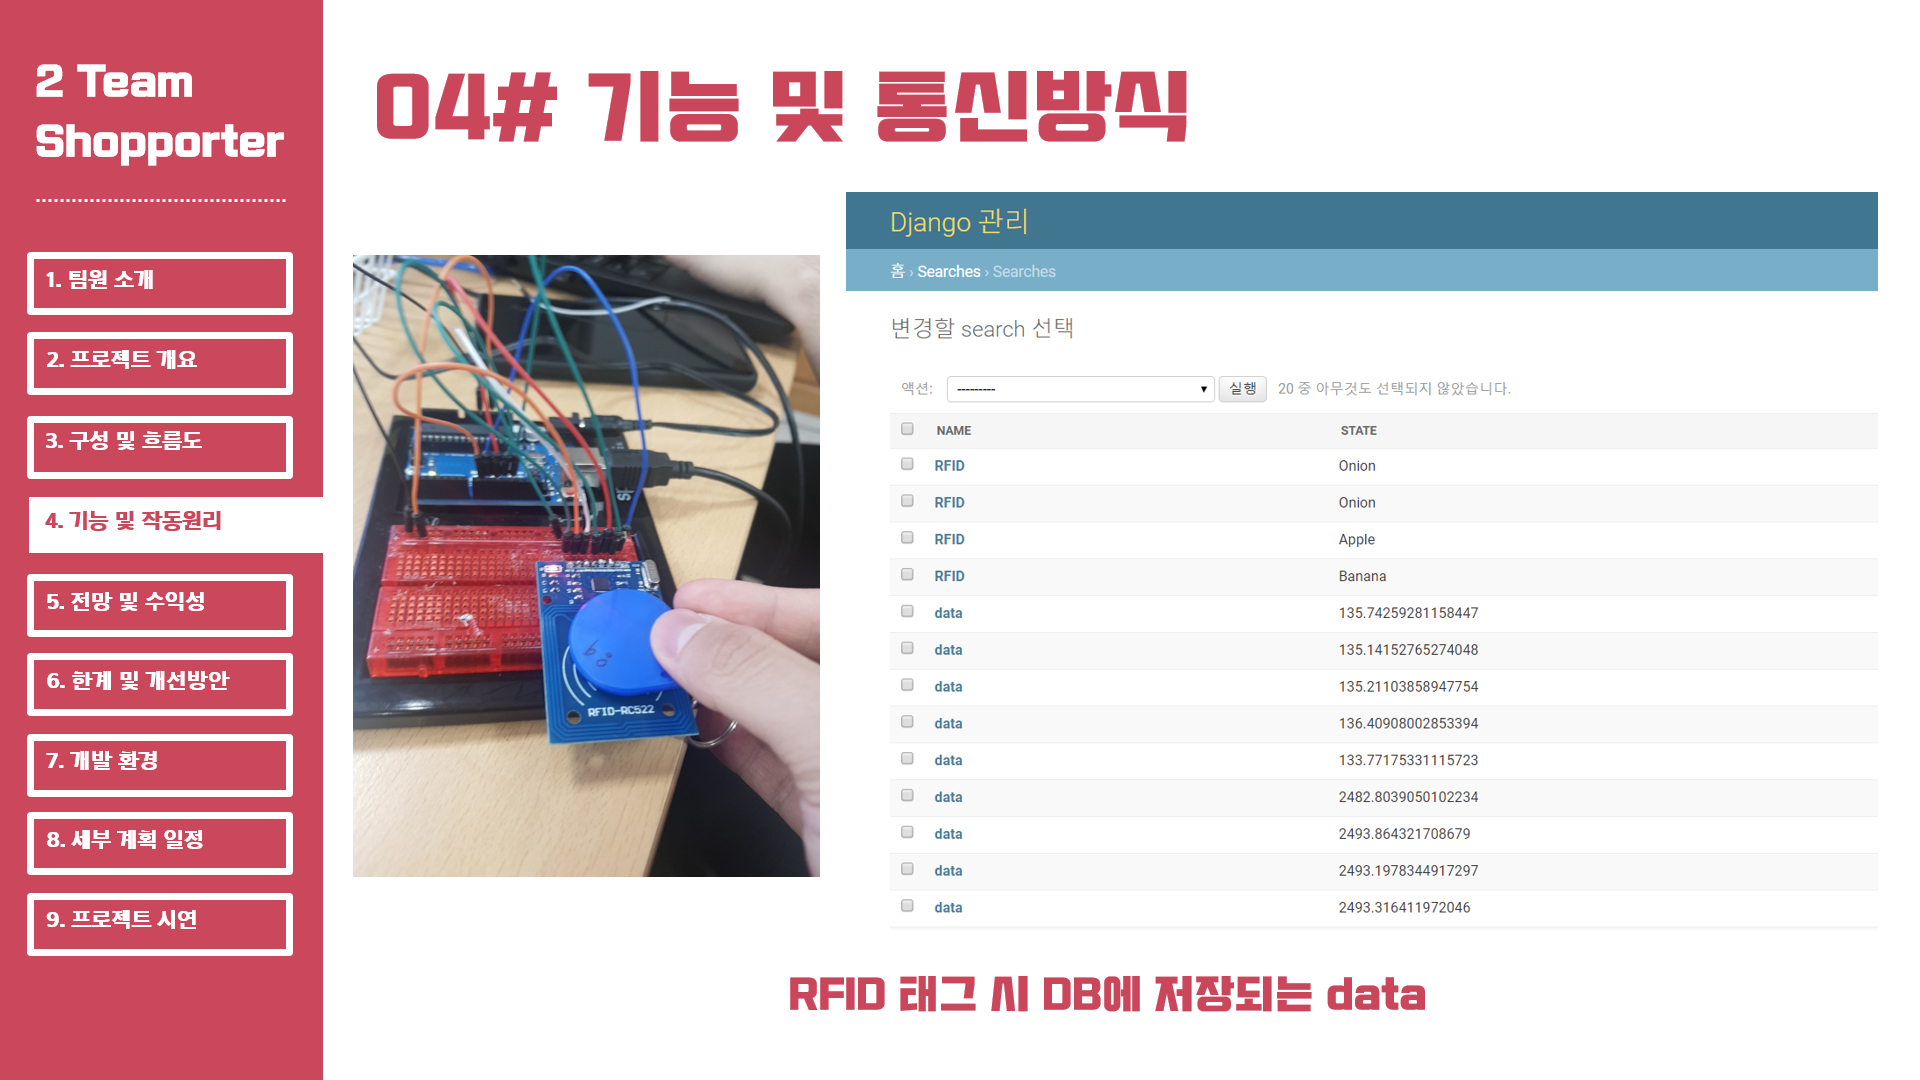 2 Team
Shopporter
1. 팀원 소개
2. 프로젝트 개요
3. 구성 및 흐름도
4. 기능 및 작동원리
5. 전망 및 수익성
6. 한계 및 개선방안
7. 개발 환경
8. 세부 계획 일정
9. 프로젝트 시연
04# 기능 및 통신방식
RFID-RC522
Django 관리
홈 › Searches › Searches
변경할 search 선택
액션: --------- 실행 20 중 아무것도 선택되지 않았습니다.
NAME STATE
RFID Onion
RFID Onion
RFID Apple
RFID Banana
data 135.74259281158447
data 135.14152765274048
data 135.21103858947754
data 136.40908002853394
data 133.77175331115723
data 2482.8039050102234
data 2493.864321708679
data 2493.1978344917297
data 2493.316411972046
RFID 태그 시 DB에 저장되는 data